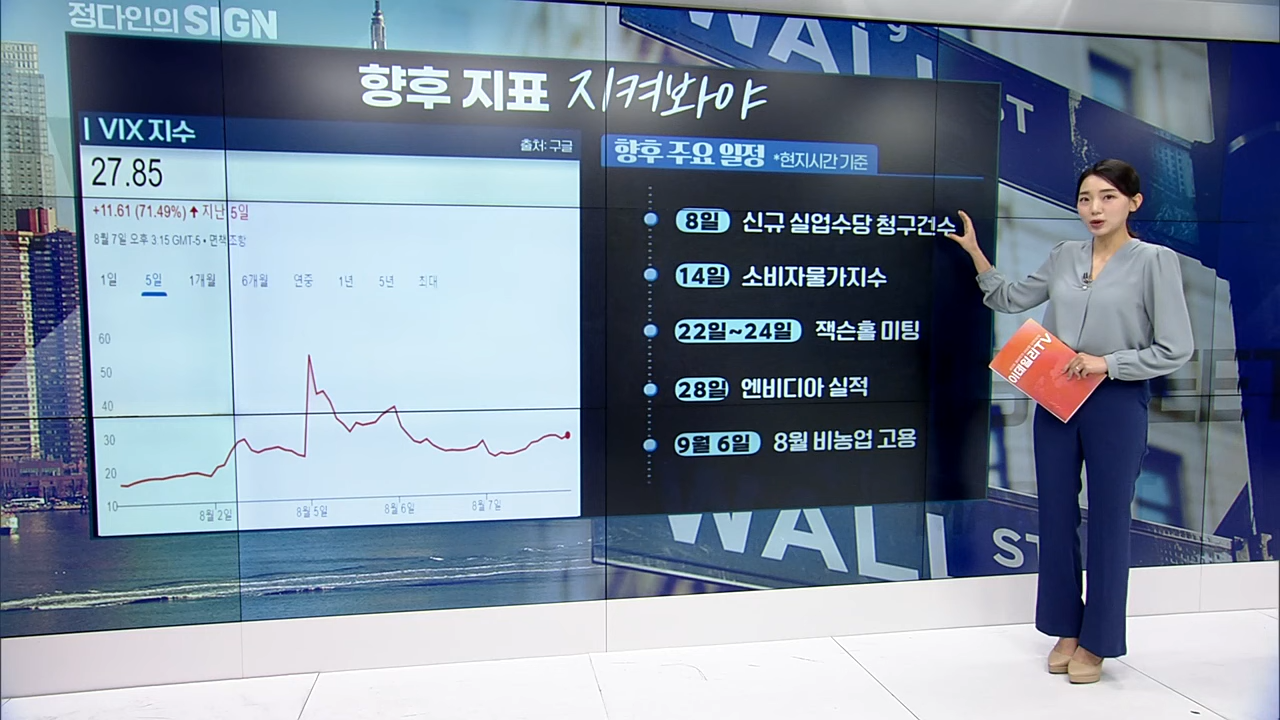 정다인의 SIGN
WALL ST
향후 지표 지켜봐야
VIX 지수
출처: 구글
27.85
+11.61 (71.49%) ↑ 지난 5일
8월 7일 오후 3:15 GMT-5 • 면책조항
1일 5일 1개월 6개월 연중 1년 5년 최대
60
50
40
30
20
10
8월 2일 8월 5일 8월 6일 8월 7일
향후 주요 일정 *현지시간 기준
8일 신규 실업수당 청구건수
14일 소비자물가지수
22일~24일 잭슨홀 미팅
28일 엔비디아 실적
9월 6일 8월 비농업 고용
이데일리TV
WALL ST